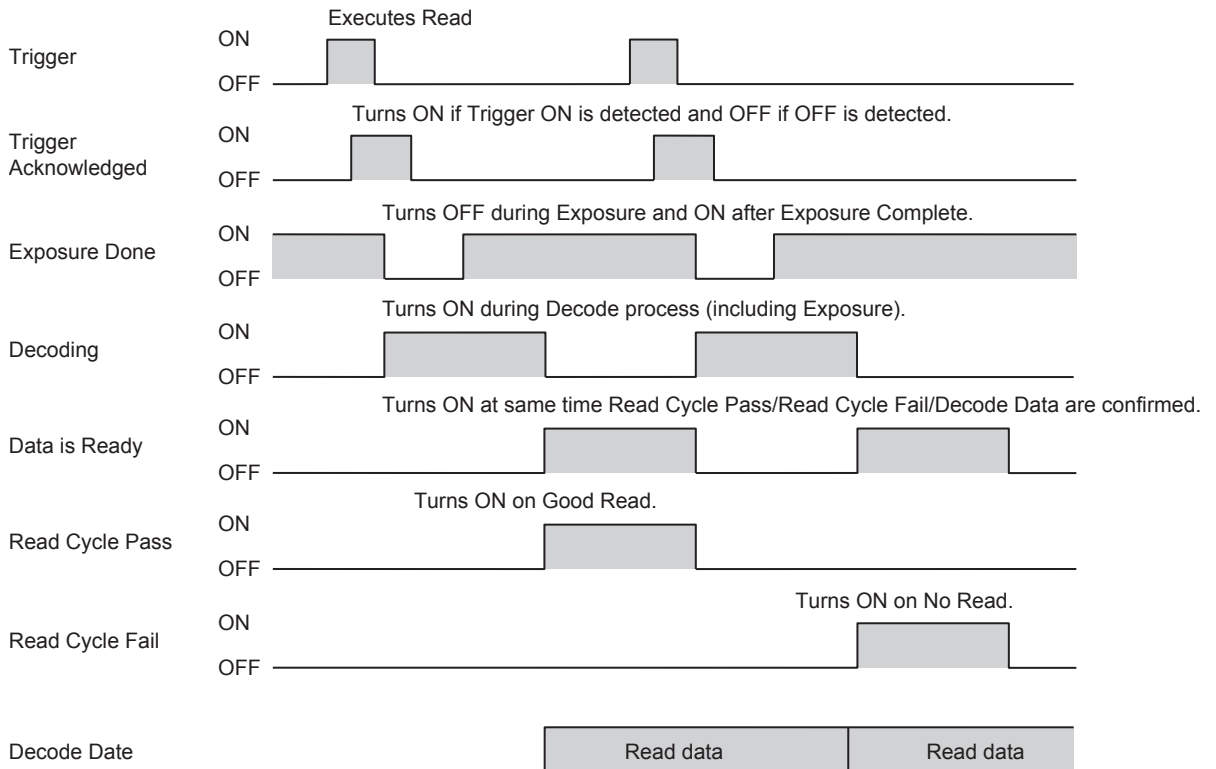 Executes Read
Trigger
ON
OFF
Turns ON if Trigger ON is detected and OFF if OFF is detected.
Trigger
Acknowledged
ON
OFF
Turns OFF during Exposure and ON after Exposure Complete.
Exposure Done
ON
OFF
Turns ON during Decode process (including Exposure).
Decoding
ON
OFF
Turns ON at same time Read Cycle Pass/Read Cycle Fail/Decode Data are confirmed.
Data is Ready
ON
OFF
Turns ON on Good Read.
Read Cycle Pass
ON
OFF
Turns ON on No Read.
Read Cycle Fail
ON
OFF
Decode Date
Read data
Read data